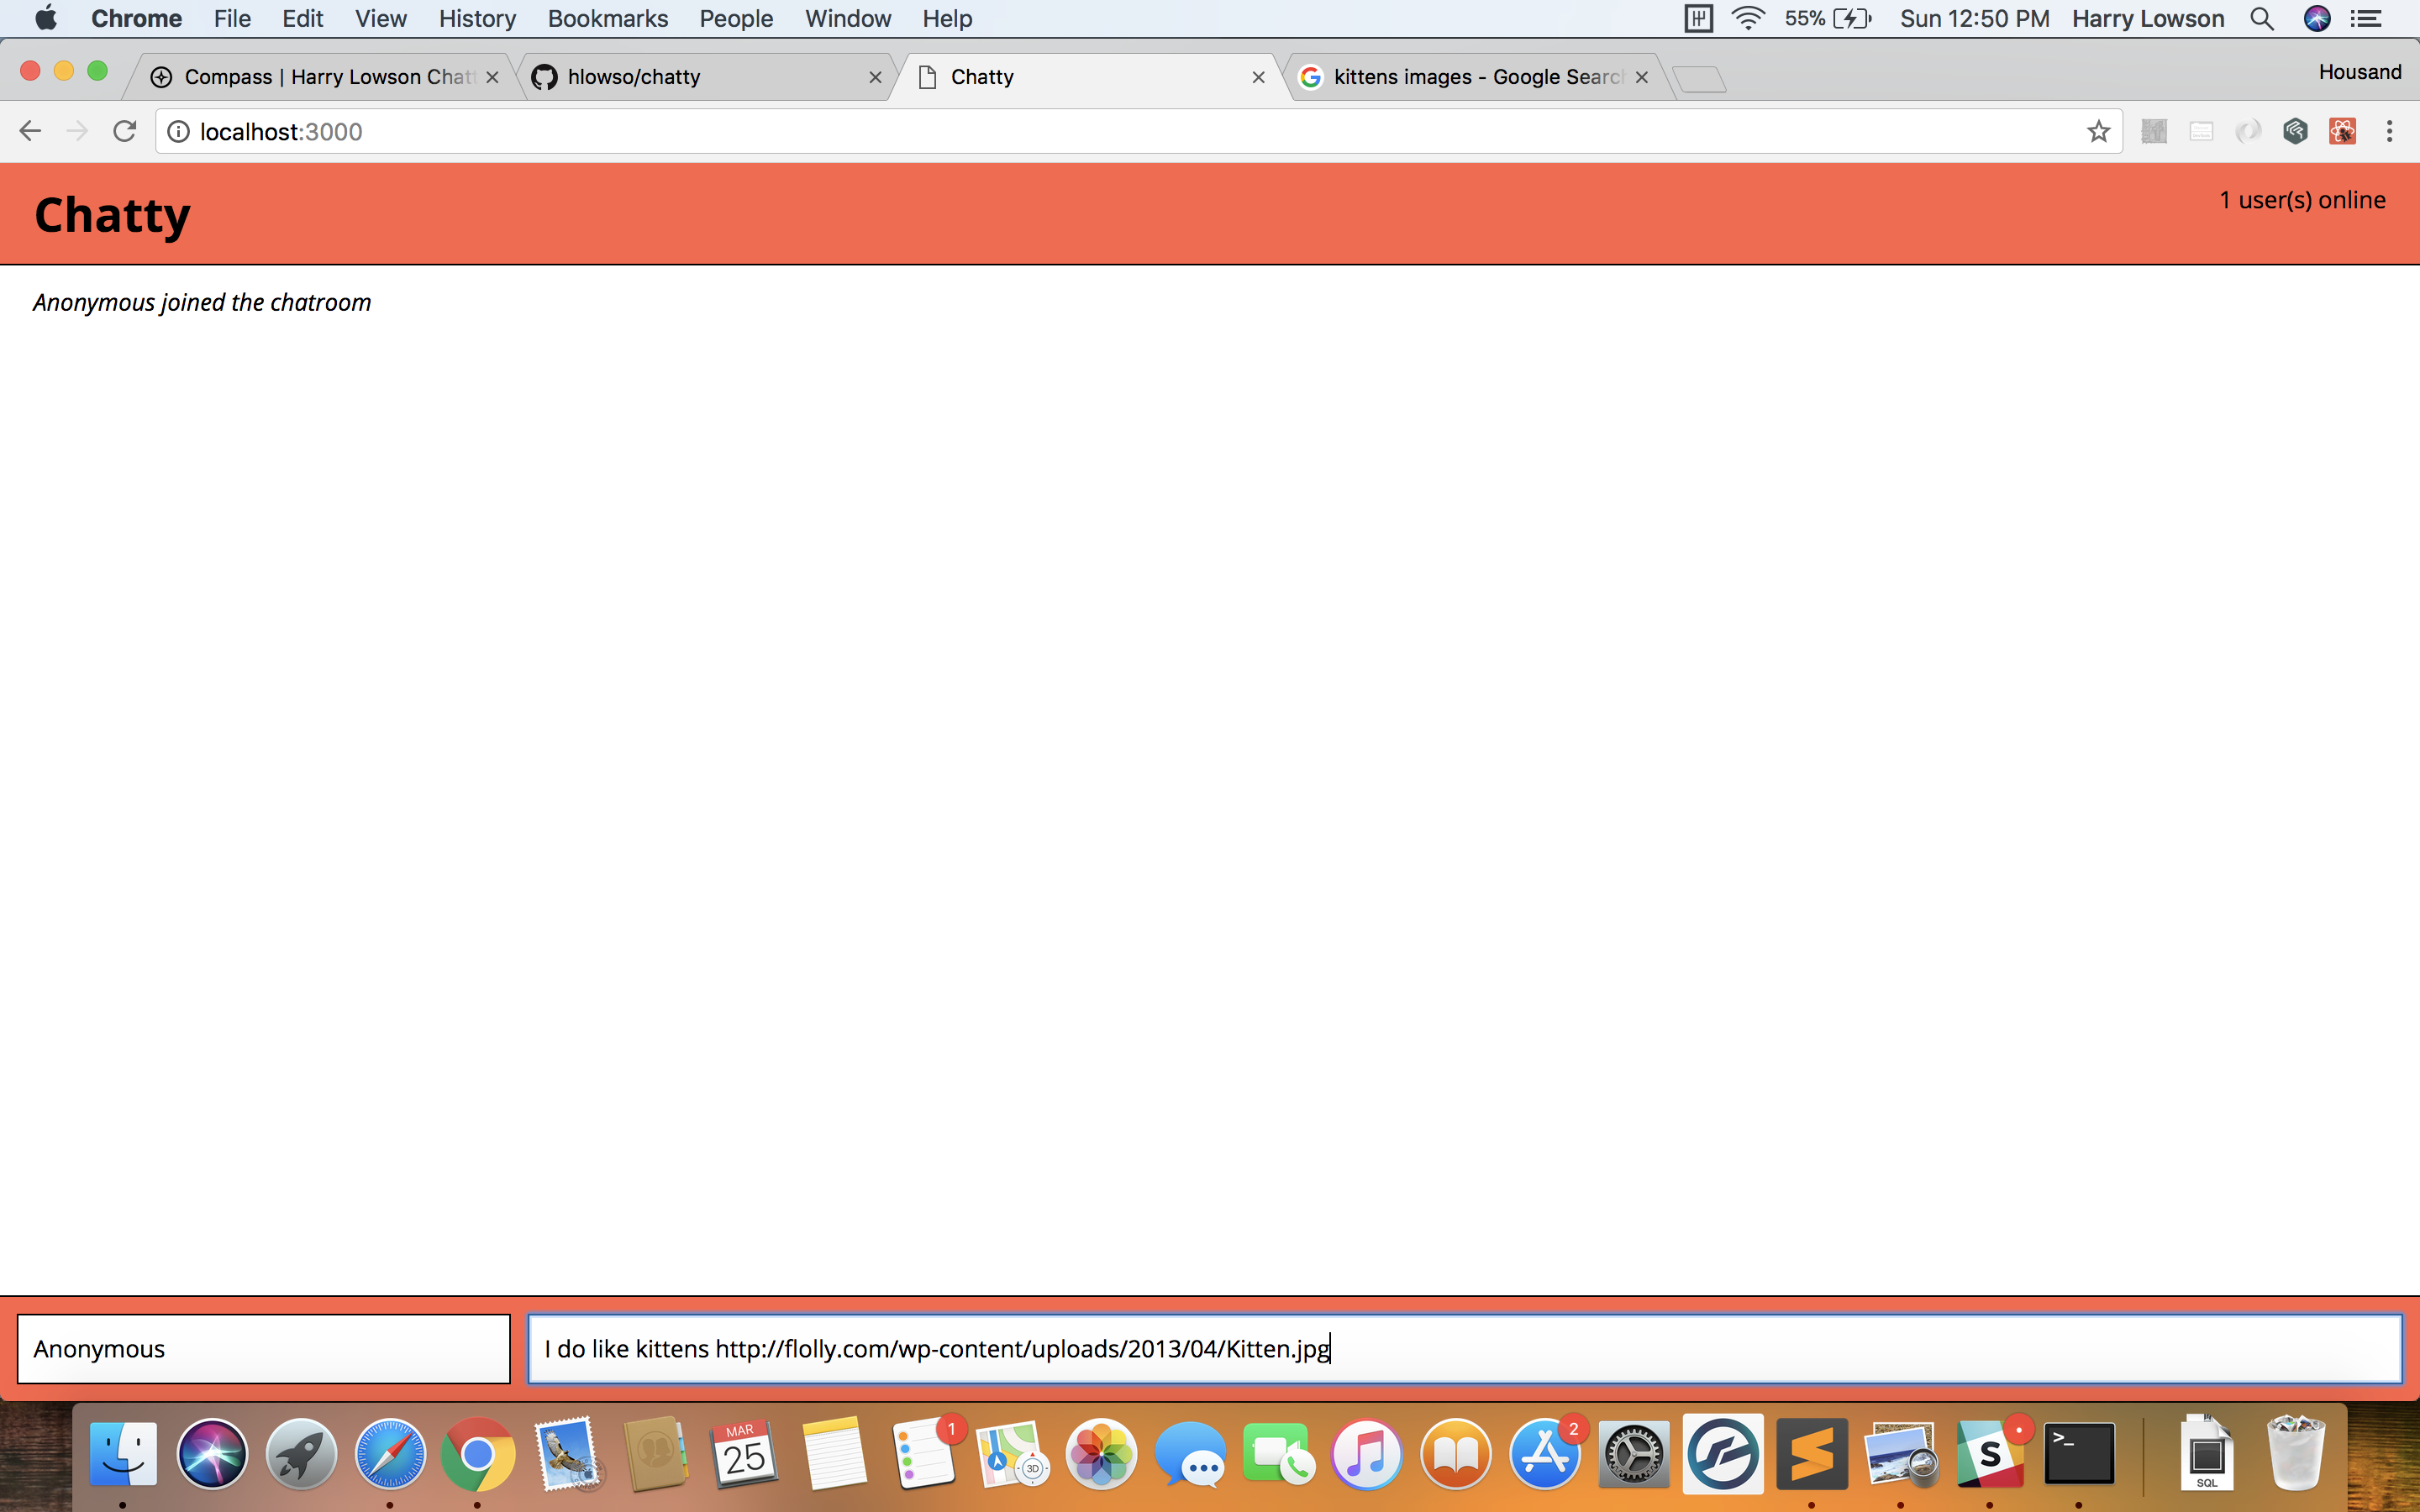 Chrome File Edit View History Bookmarks People Window Help 55% Sun 12:50 PM Harry Lowson
Compass | Harry Lowson Chat hlowso/chatty Chatty kittens images - Google Search Housand
localhost:3000
Chatty 1 user(s) online
Anonymous joined the chatroom
Anonymous I do like kittens http://flolly.com/wp-content/uploads/2013/04/Kitten.jpg
MAR
25
1
3D
2
S
>_
SQL